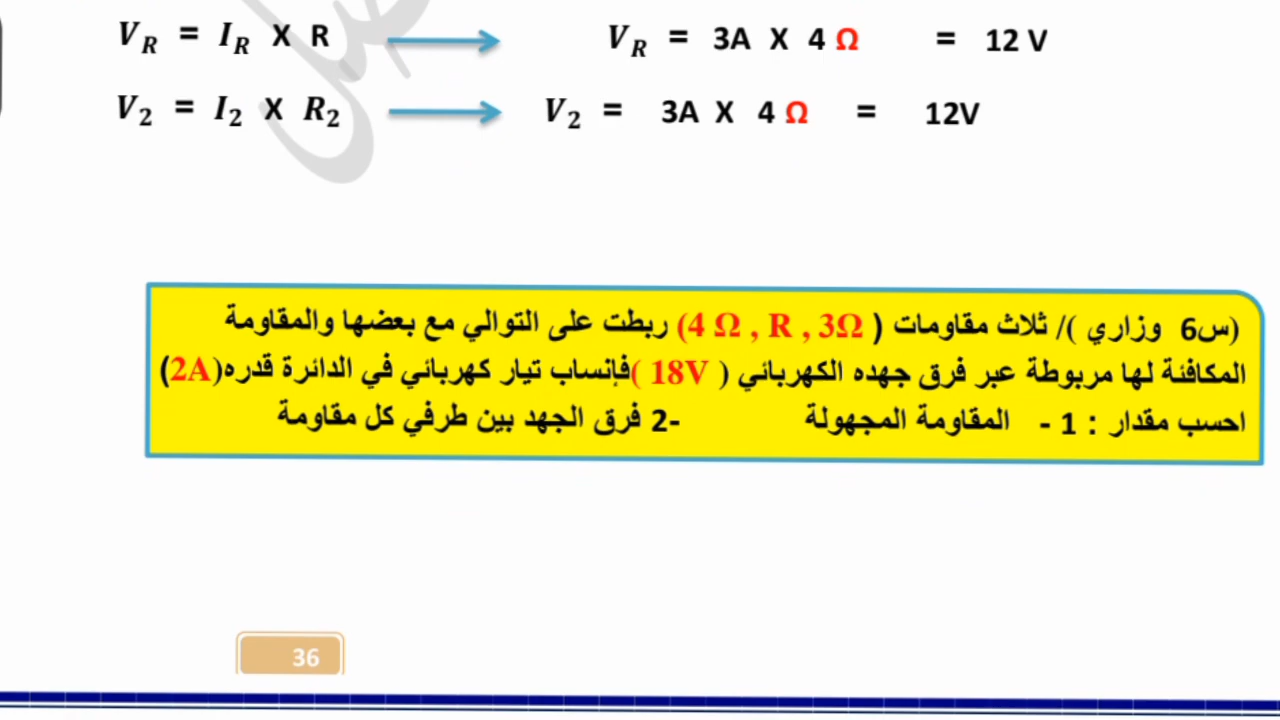 V_R = I_R X R → V_R = 3A X 4 Ω = 12 V
V_2 = I_2 X R_2 → V_2 = 3A X 4 Ω = 12V
(س6 وزاري )/ ثلاث مقاومات ( 4 Ω , R , 3Ω) ربطت على التوالي مع بعضها والمقاومة
المكافئة لها مربوطة عبر فرق جهده الكهربائي ( 18V )فإنساب تيار كهربائي في الدائرة قدره(2A)
احسب مقدار : 1 - المقاومة المجهولة 2- فرق الجهد بين طرفي كل مقاومة
36